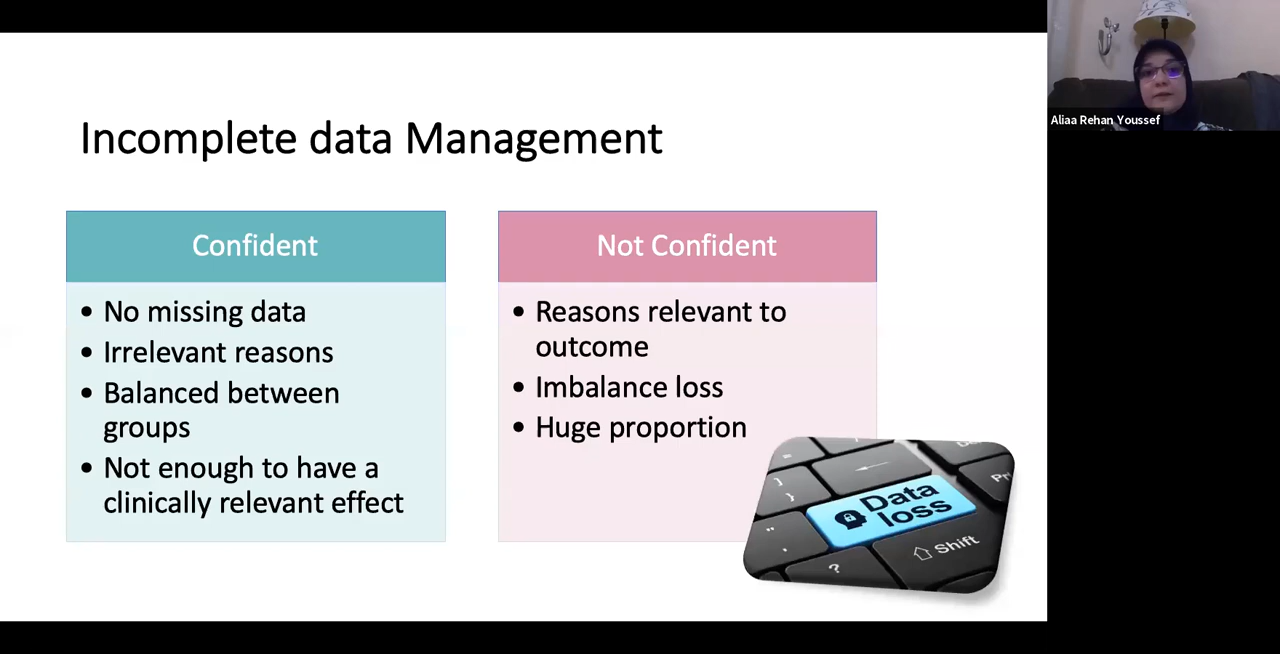 Incomplete data Management
Aliaa Rehan Youssef
Confident
• No missing data
• Irrelevant reasons
• Balanced between
groups
• Not enough to have a
clinically relevant effect
Not Confident
• Reasons relevant to
outcome
• Imbalance loss
• Huge proportion
Data
loss
Shift
?